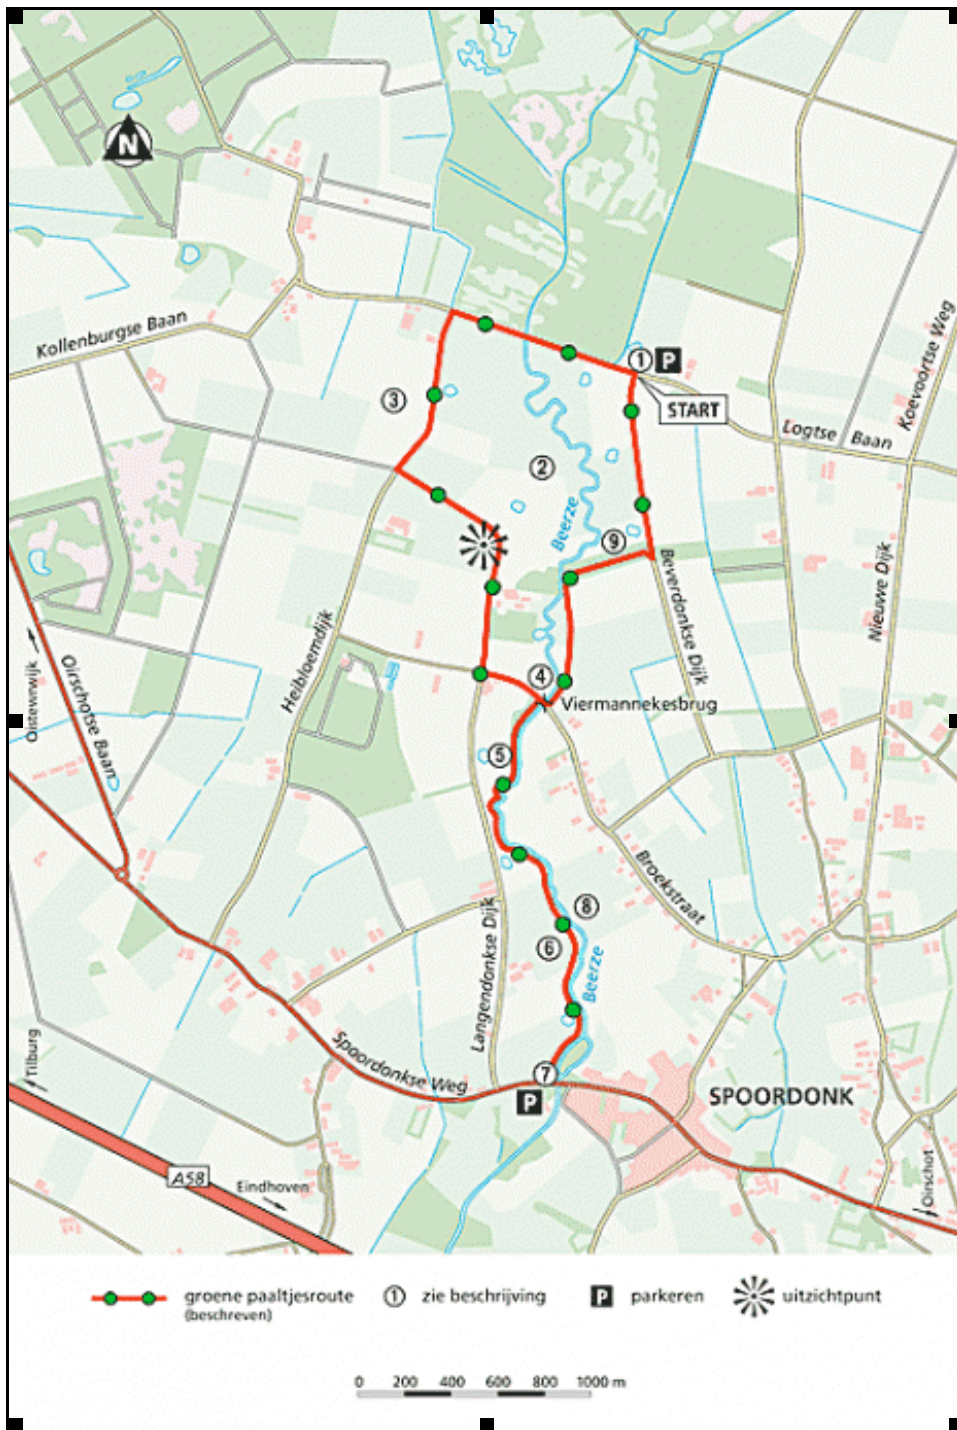 N
Kollenburgse Baan
Koevoortse Weg
1
P
START
3
Logtse Baan
2
Beerze
9
Beverdonkse Dijk
Nieuwe Dijk
Heibloemdijk
Oisterwijk
Oirschotse Baan
4
Viermannekesbrug
5
Broekstraat
8
6
Beerze
Langendonkse Dijk
Tilburg
Spoordonkse Weg
7
P
SPOORDONK
A58
Eindhoven
Oirschot
groene paaltjesroute
(beschreven)
1
zie beschrijving
P
parkeren
uitzichtpunt
0 200 400 600 800 1000 m